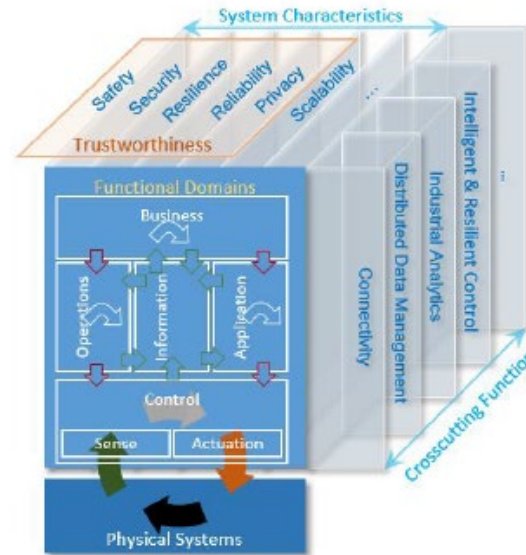 System Characteristics
Safety
Security
Resilience
Reliability
Privacy
Scalability
...
Trustworthiness
Functional Domains
Business
Operations
Information
Application
Control
Sense
Actuation
Physical Systems
Connectivity
Distributed Data Management
Industrial Analytics
Intelligent & Resilient Control
...
Crosscutting Function